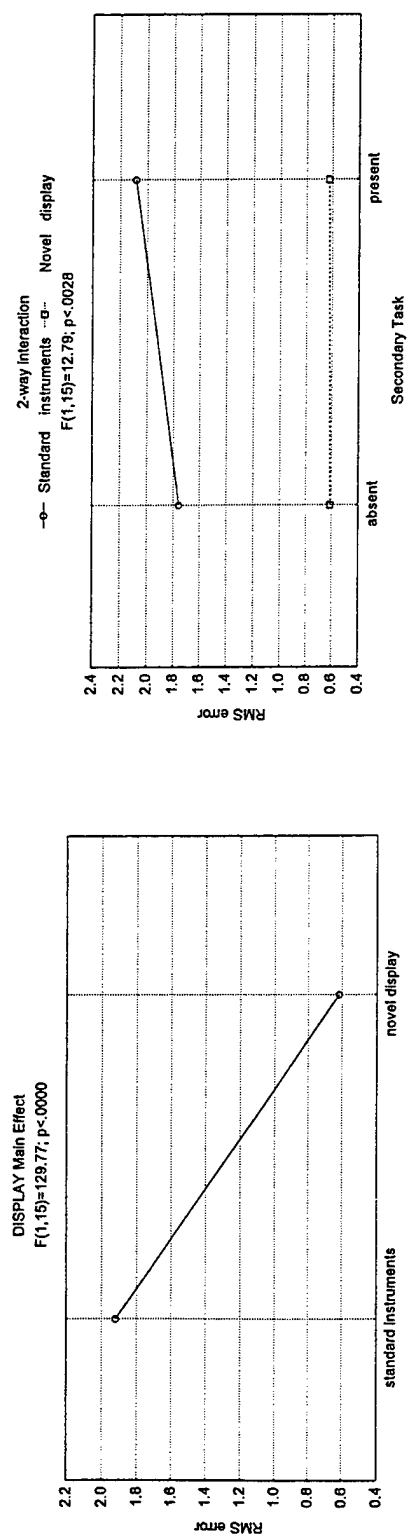 DISPLAY Main Effect
F(1,15)=129.77; p<.0000
RMS error
2.2
2.0
1.8
1.6
1.4
1.2
1.0
0.8
0.6
0.4
standard instruments
novel display
2-way interaction
Standard instruments Novel display
F(1,15)=12.79; p<.0028
RMS error
2.4
2.2
2.0
1.8
1.6
1.4
1.2
1.0
0.8
0.6
0.4
absent
present
Secondary Task